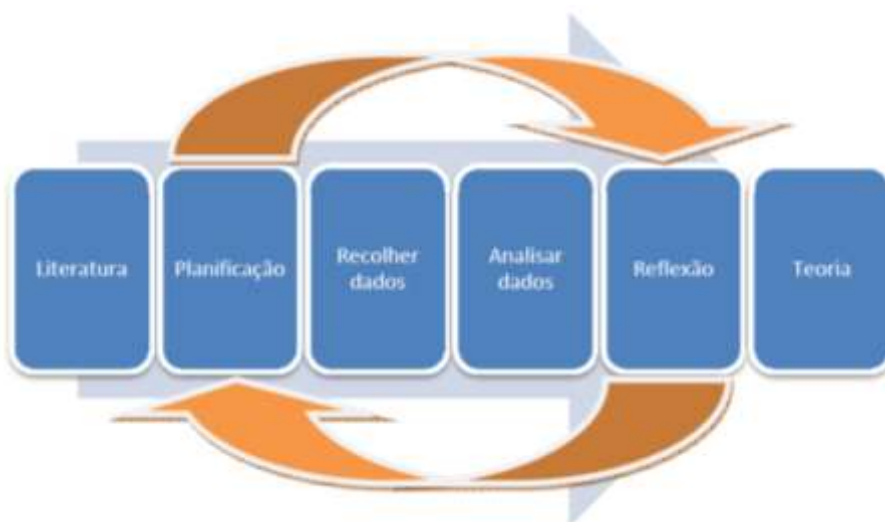 Literatura
Planificação
Recolher
dados
Analisar
dados
Reflexão
Teoria